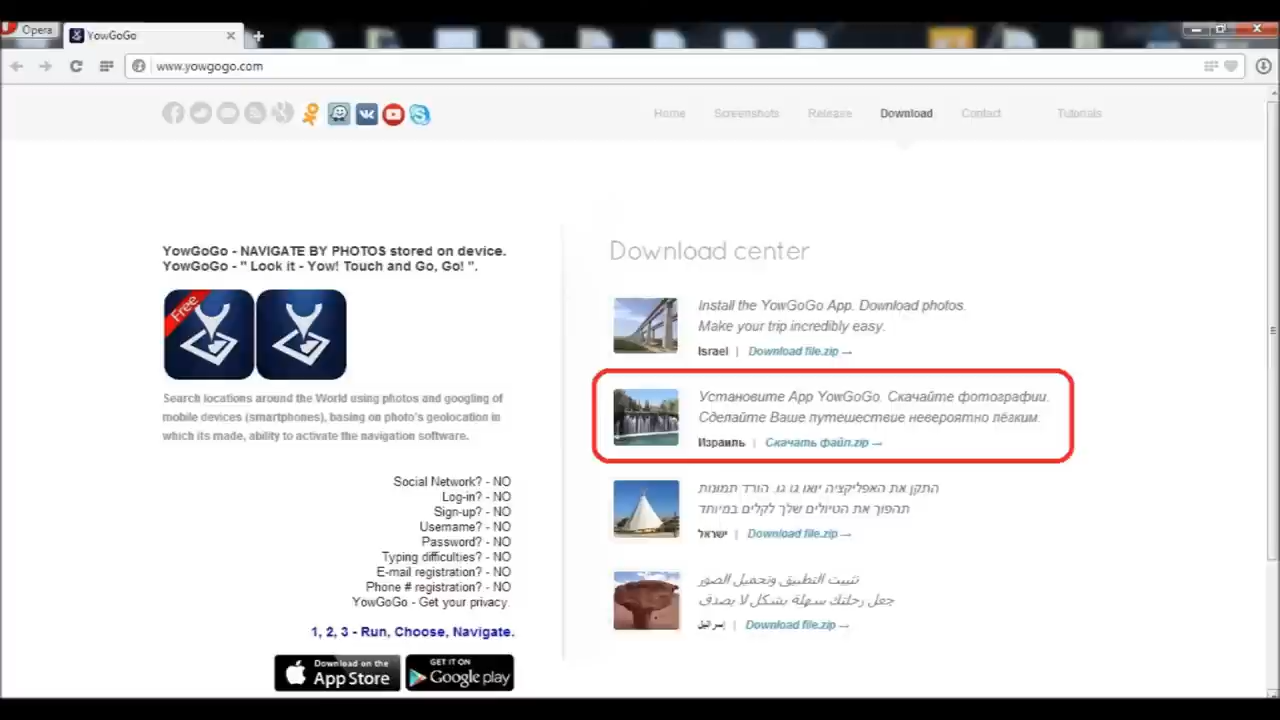 Opera
YowGoGo
www.yowgogo.com
Home
Screenshots
Release
Download
Contact
Tutorials
YowGoGo - NAVIGATE BY PHOTOS stored on device.
YowGoGo - " Look it - Yow! Touch and Go, Go! ".
Free
Search locations around the World using photos and googling of
mobile devices (smartphones), basing on photo's geolocation in
which its made, ability to activate the navigation software.
Social Network? - NO
Log-in? - NO
Sign-up? - NO
Username? - NO
Password? - NO
Typing difficulties? - NO
E-mail registration? - NO
Phone # registration? - NO
YowGoGo - Get your privacy.
1, 2, 3 - Run, Choose, Navigate.
Download on the
App Store
GET IT ON
Google play
Download center
Install the YowGoGo App. Download photos.
Make your trip incredibly easy.
Israel | Download file.zip →
Установите App YowGoGo. Скачайте фотографии.
Сделайте Ваше путешествие невероятно лёгким.
Израиль | Скачать файл.zip →
התקן את האפליקציה יואו גו גו. הורד תמונות
תהפוך את הטיולים שלך לקלים במיוחד
ישראל | Download file.zip →
تثبيت التطبيق وتحميل الصور
جعل رحلتك سهلة بشكل لا يصدق
إسرائيل | Download file.zip →